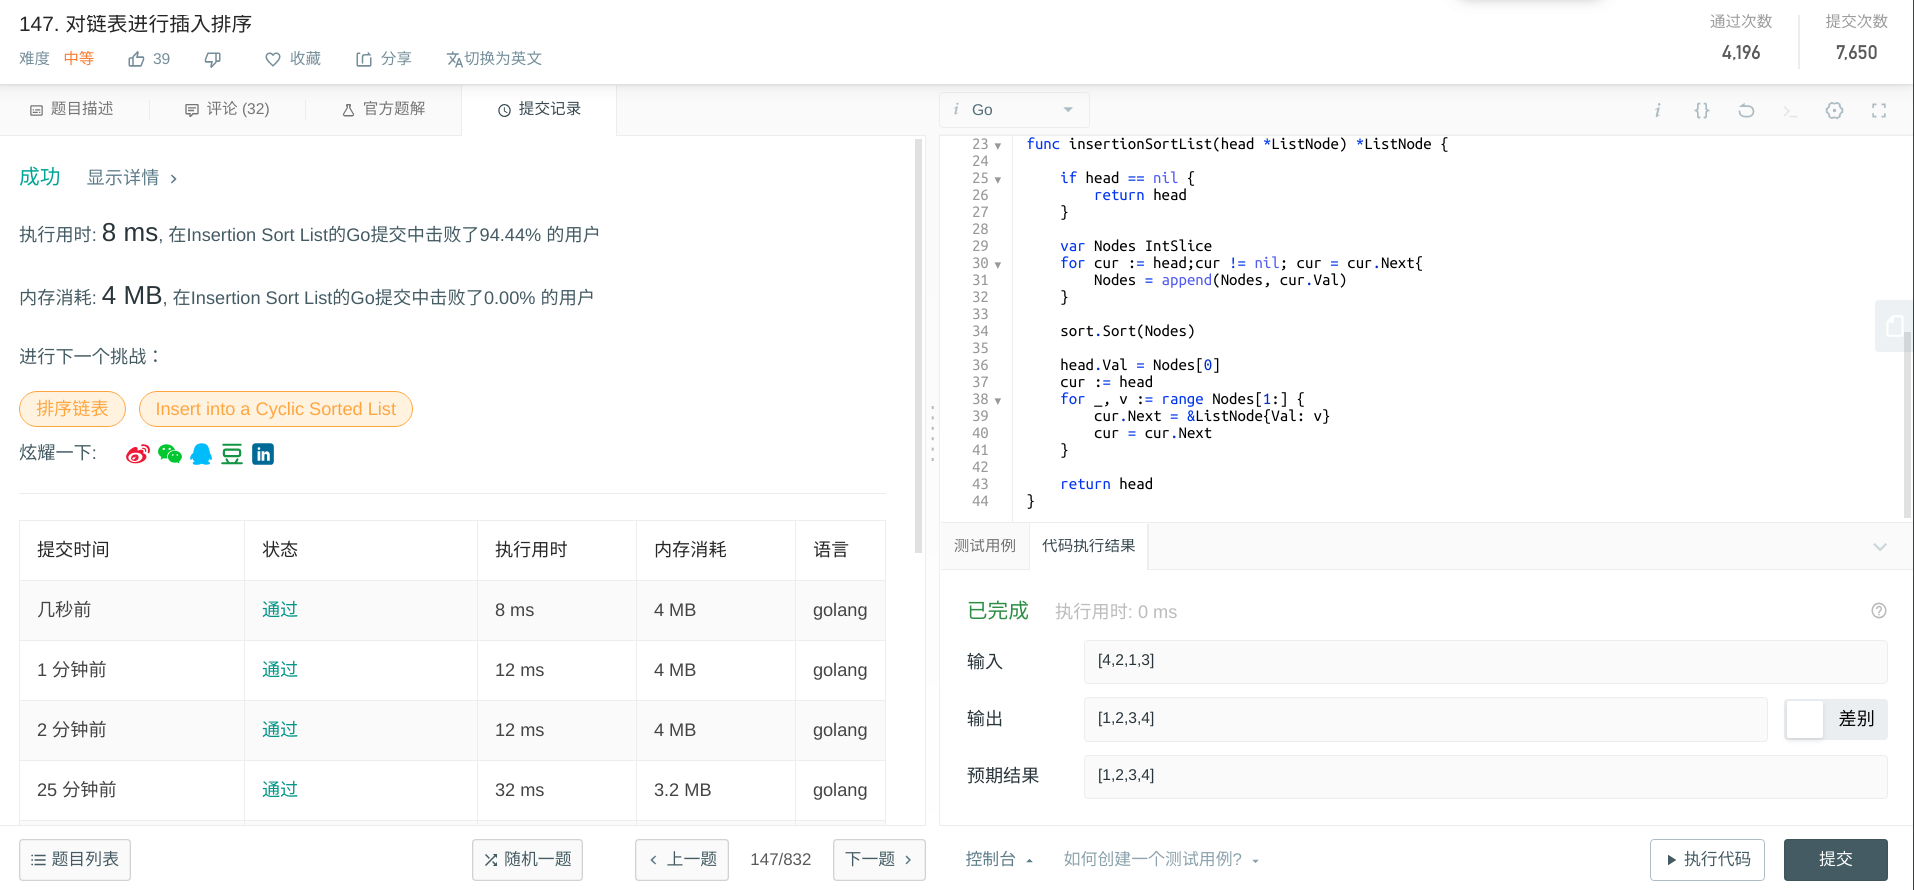 147. 对链表进行插入排序
难度 中等 39 收藏 分享 切换为英文
通过次数 提交次数
4,196 7,650
题目描述 评论 (32) 官方题解 提交记录
成功 显示详情
执行用时: 8 ms, 在Insertion Sort List的Go提交中击败了94.44% 的用户
内存消耗: 4 MB, 在Insertion Sort List的Go提交中击败了0.00% 的用户
进行下一个挑战：
排序链表 Insert into a Cyclic Sorted List
炫耀一下:
提交时间 状态 执行用时 内存消耗 语言
几秒前 通过 8 ms 4 MB golang
1 分钟前 通过 12 ms 4 MB golang
2 分钟前 通过 12 ms 4 MB golang
25 分钟前 通过 32 ms 3.2 MB golang
题目列表 随机一题 上一题 147/832 下一题
i Go
23 func insertionSortList(head *ListNode) *ListNode {
24
25 if head == nil {
26 return head
27 }
28
29 var Nodes IntSlice
30 for cur := head;cur != nil; cur = cur.Next{
31 Nodes = append(Nodes, cur.Val)
32 }
33
34 sort.Sort(Nodes)
35
36 head.Val = Nodes[0]
37 cur := head
38 for _, v := range Nodes[1:] {
39 cur.Next = &ListNode{Val: v}
40 cur = cur.Next
41 }
42
43 return head
44 }
测试用例 代码执行结果
已完成 执行用时: 0 ms
输入 [4,2,1,3]
输出 [1,2,3,4] 差别
预期结果 [1,2,3,4]
控制台 如何创建一个测试用例? 执行代码 提交